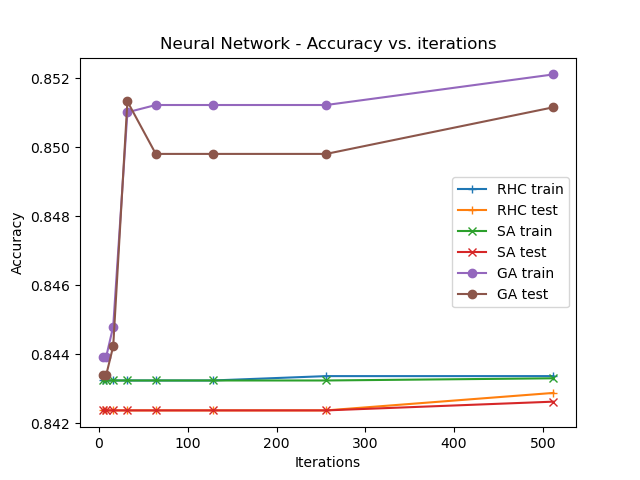 Neural Network - Accuracy vs. iterations
0.852
0.850
0.848
0.846
0.844
0.842
Accuracy
RHC train
RHC test
SA train
SA test
GA train
GA test
0 100 200 300 400 500
Iterations